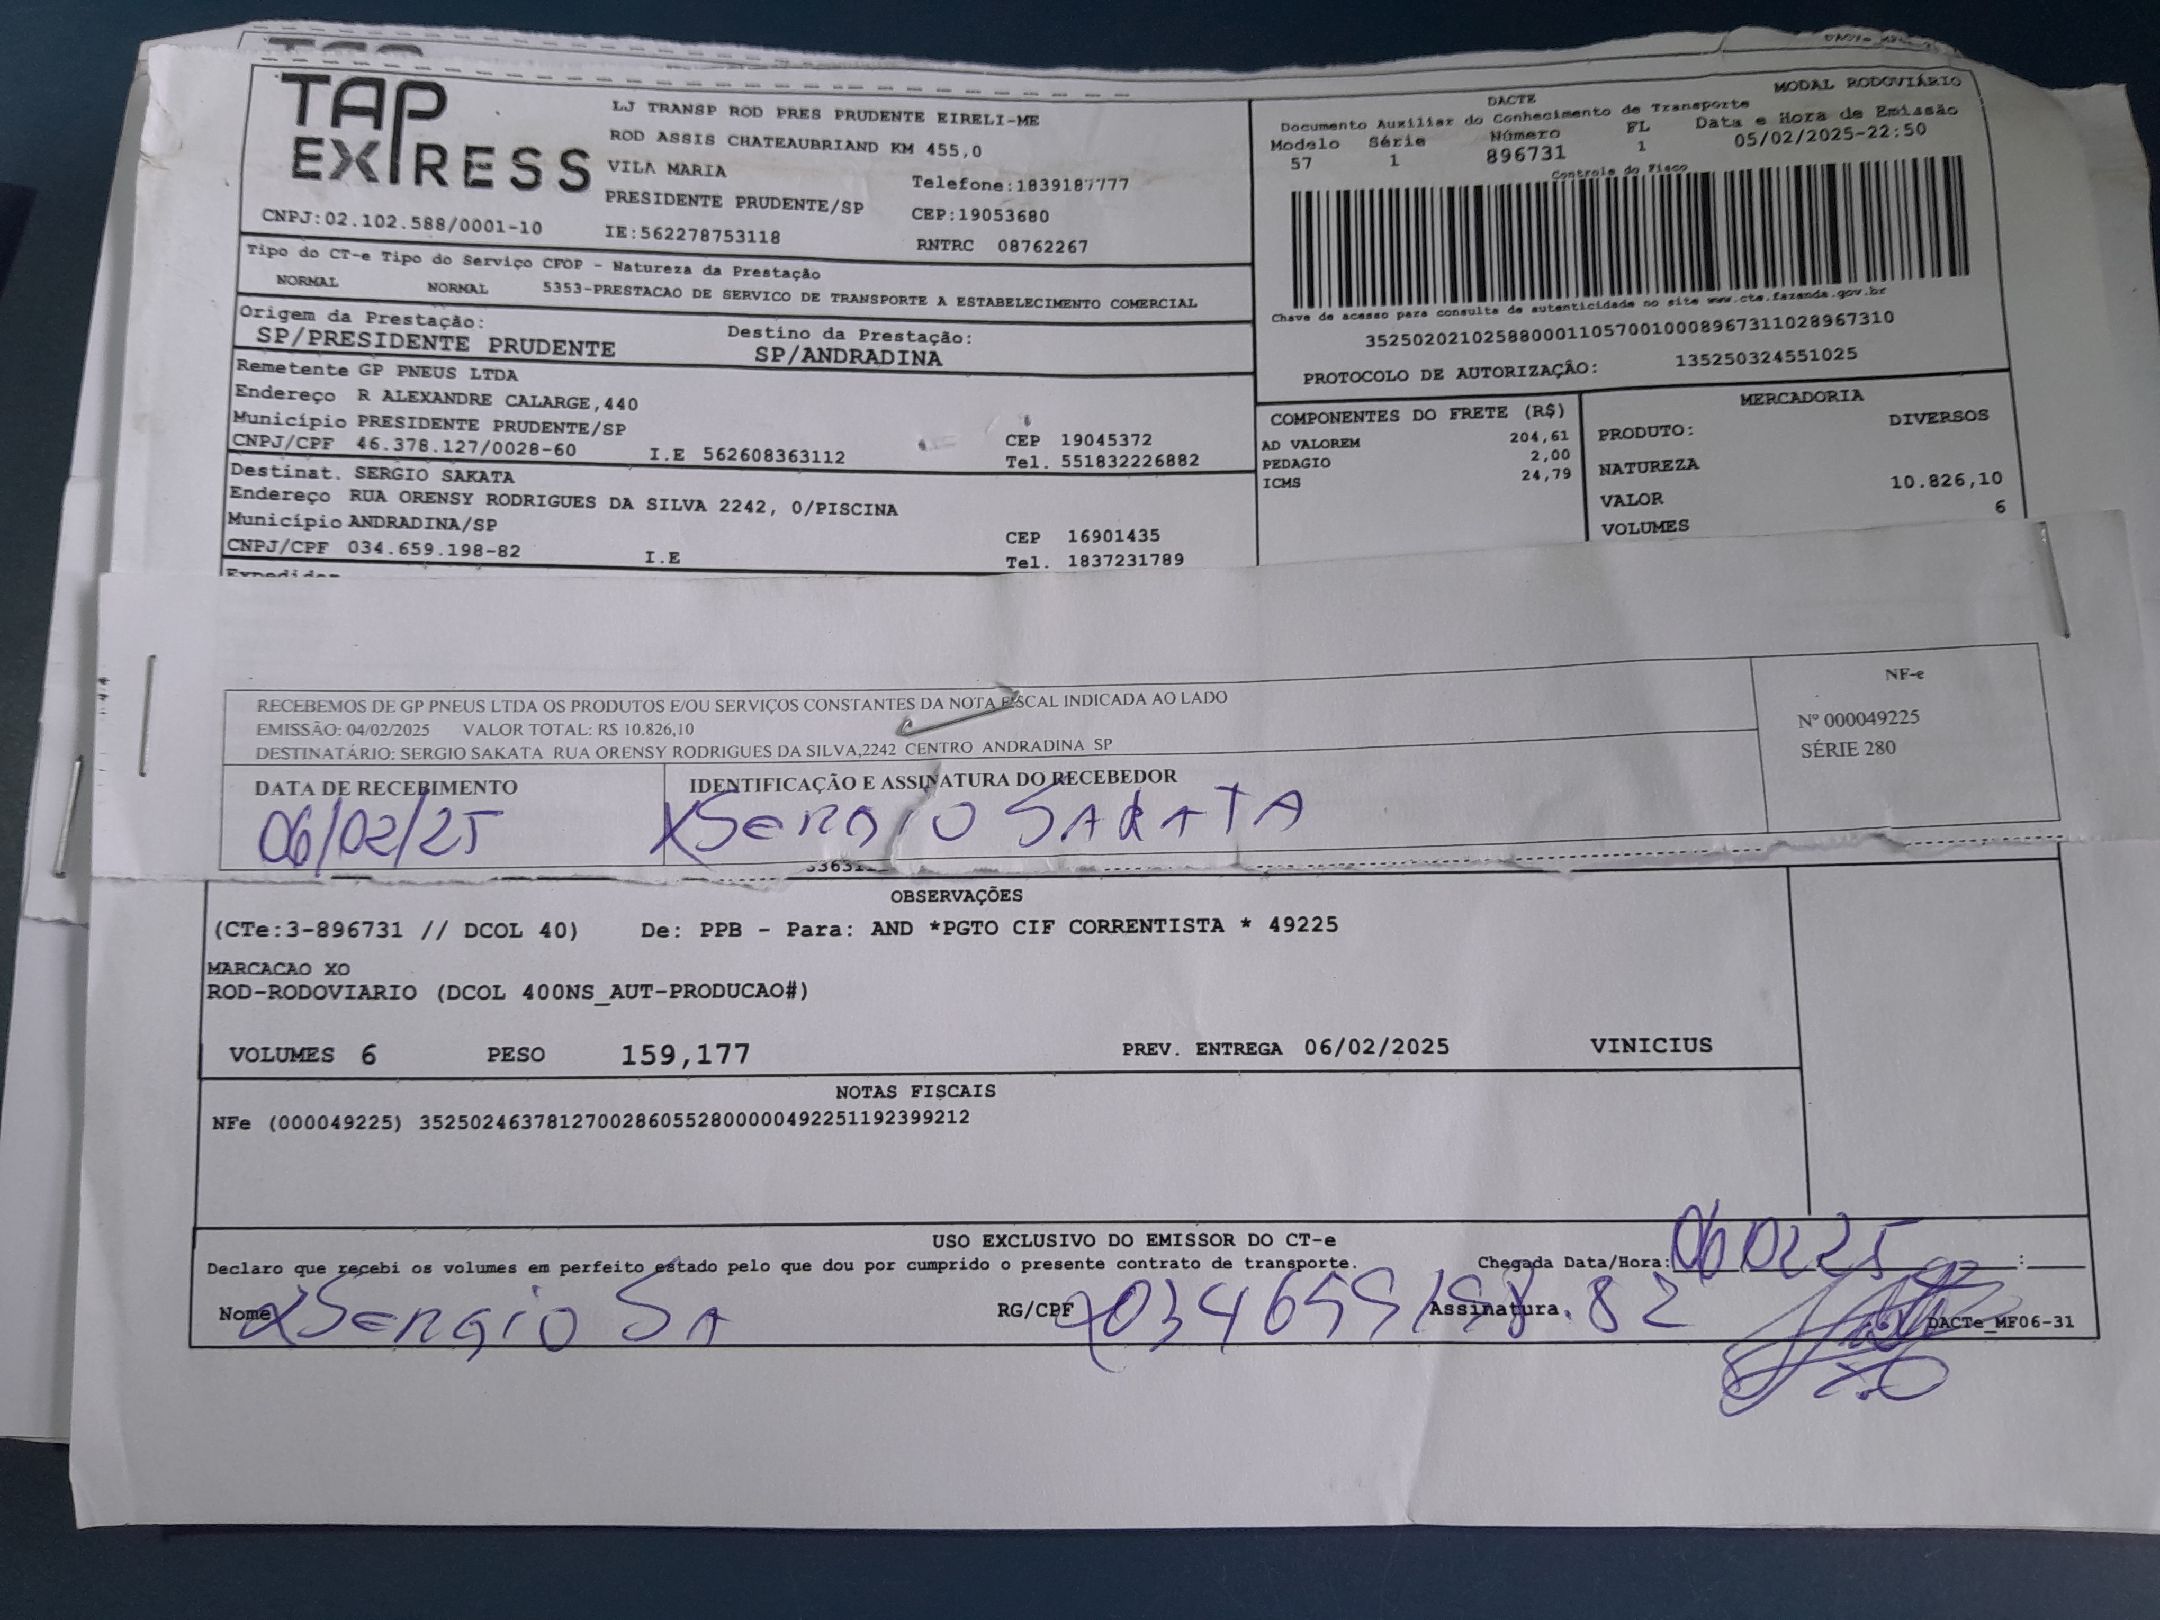 TAP
EXPRESS
LJ TRANSP ROD PRES PRUDENTE EIRELI-ME
ROD ASSIS CHATEAUBRIAND KM 455,0
VILA MARIA
Telefone:1839187777
PRESIDENTE PRUDENTE/SP
CEP:19053680
CNPJ:02.102.588/0001-10
IE:562278753118
RNTRC 08762267
MODAL RODOVIÁRIO
DACTE
Documento Auxiliar do Conhecimento de Transporte
Modelo Série Número FL Data e Hora de Emissão
57 1 896731 1 05/02/2025-22:50
Controle do Fisco
Chave de acesso para consulta de autenticidade no site www.cte.fazenda.gov.br
35250202102588000110570010008967311028967310
PROTOCOLO DE AUTORIZAÇÃO: 135250324551025
Tipo do CT-e Tipo do Serviço CFOP - Natureza da Prestação
NORMAL NORMAL 5353-PRESTACAO DE SERVICO DE TRANSPORTE A ESTABELECIMENTO COMERCIAL
Origem da Prestação: Destino da Prestação:
SP/PRESIDENTE PRUDENTE SP/ANDRADINA
Remetente GP PNEUS LTDA
Endereço R ALEXANDRE CALARGE,440
Município PRESIDENTE PRUDENTE/SP CEP 19045372
CNPJ/CPF 46.378.127/0028-60 I.E 562608363112 Tel. 551832226882
Destinat. SERGIO SAKATA
Endereço RUA ORENSY RODRIGUES DA SILVA 2242, 0/PISCINA
Município ANDRADINA/SP CEP 16901435
CNPJ/CPF 034.659.198-82 I.E Tel. 1837231789
COMPONENTES DO FRETE (R$)
AD VALOREM 204,61
PEDAGIO 2,00
ICMS 24,79
MERCADORIA
PRODUTO: DIVERSOS
NATUREZA
VALOR 10.826,10
VOLUMES 6
RECEBEMOS DE GP PNEUS LTDA OS PRODUTOS E/OU SERVIÇOS CONSTANTES DA NOTA FISCAL INDICADA AO LADO
EMISSÃO: 04/02/2025 VALOR TOTAL: R$ 10.826,10
DESTINATÁRIO: SERGIO SAKATA RUA ORENSY RODRIGUES DA SILVA,2242 CENTRO ANDRADINA SP
NF-e
Nº 000049225
SÉRIE 280
DATA DE RECEBIMENTO IDENTIFICAÇÃO E ASSINATURA DO RECEBEDOR
06/02/25 X SERGIO SAKATA
OBSERVAÇÕES
(CTe:3-896731 // DCOL 40) De: PPB - Para: AND *PGTO CIF CORRENTISTA * 49225
MARCACAO XO
ROD-RODOVIARIO (DCOL 400NS_AUT-PRODUCAO#)
VOLUMES 6 PESO 159,177 PREV. ENTREGA 06/02/2025 VINICIUS
NOTAS FISCAIS
NFe (000049225) 35250246378127002860552800000492251192399212
USO EXCLUSIVO DO EMISSOR DO CT-e
Declaro que recebi os volumes em perfeito estado pelo que dou por cumprido o presente contrato de transporte. Chegada Data/Hora: 06 02 25 :
Nome X SERGIO SA RG/CPF X 034659198.82 Assinatura.
DACTe_MF06-31
XO